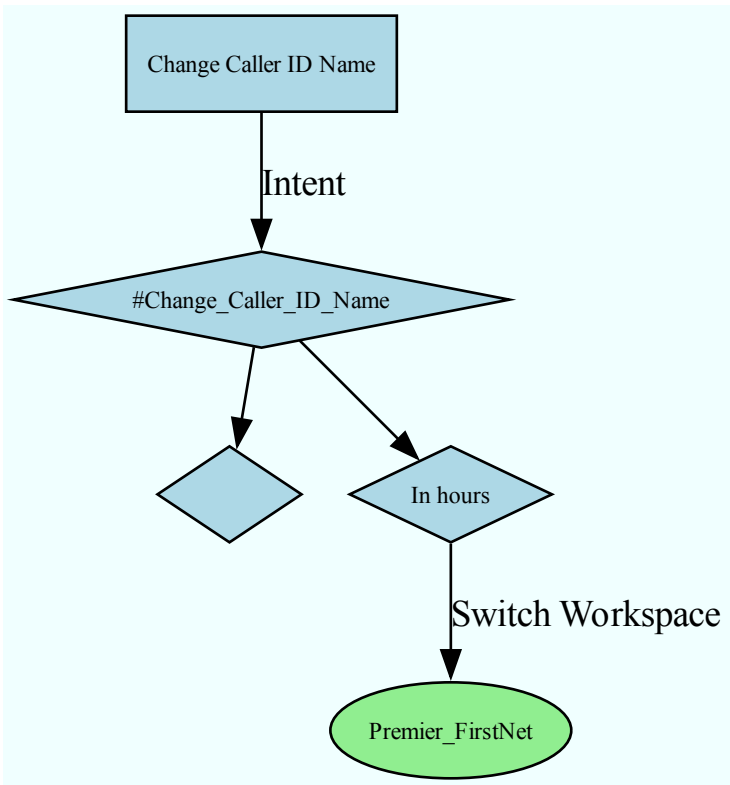 Change Caller ID Name
Intent
#Change_Caller_ID_Name
In hours
Switch Workspace
Premier_FirstNet